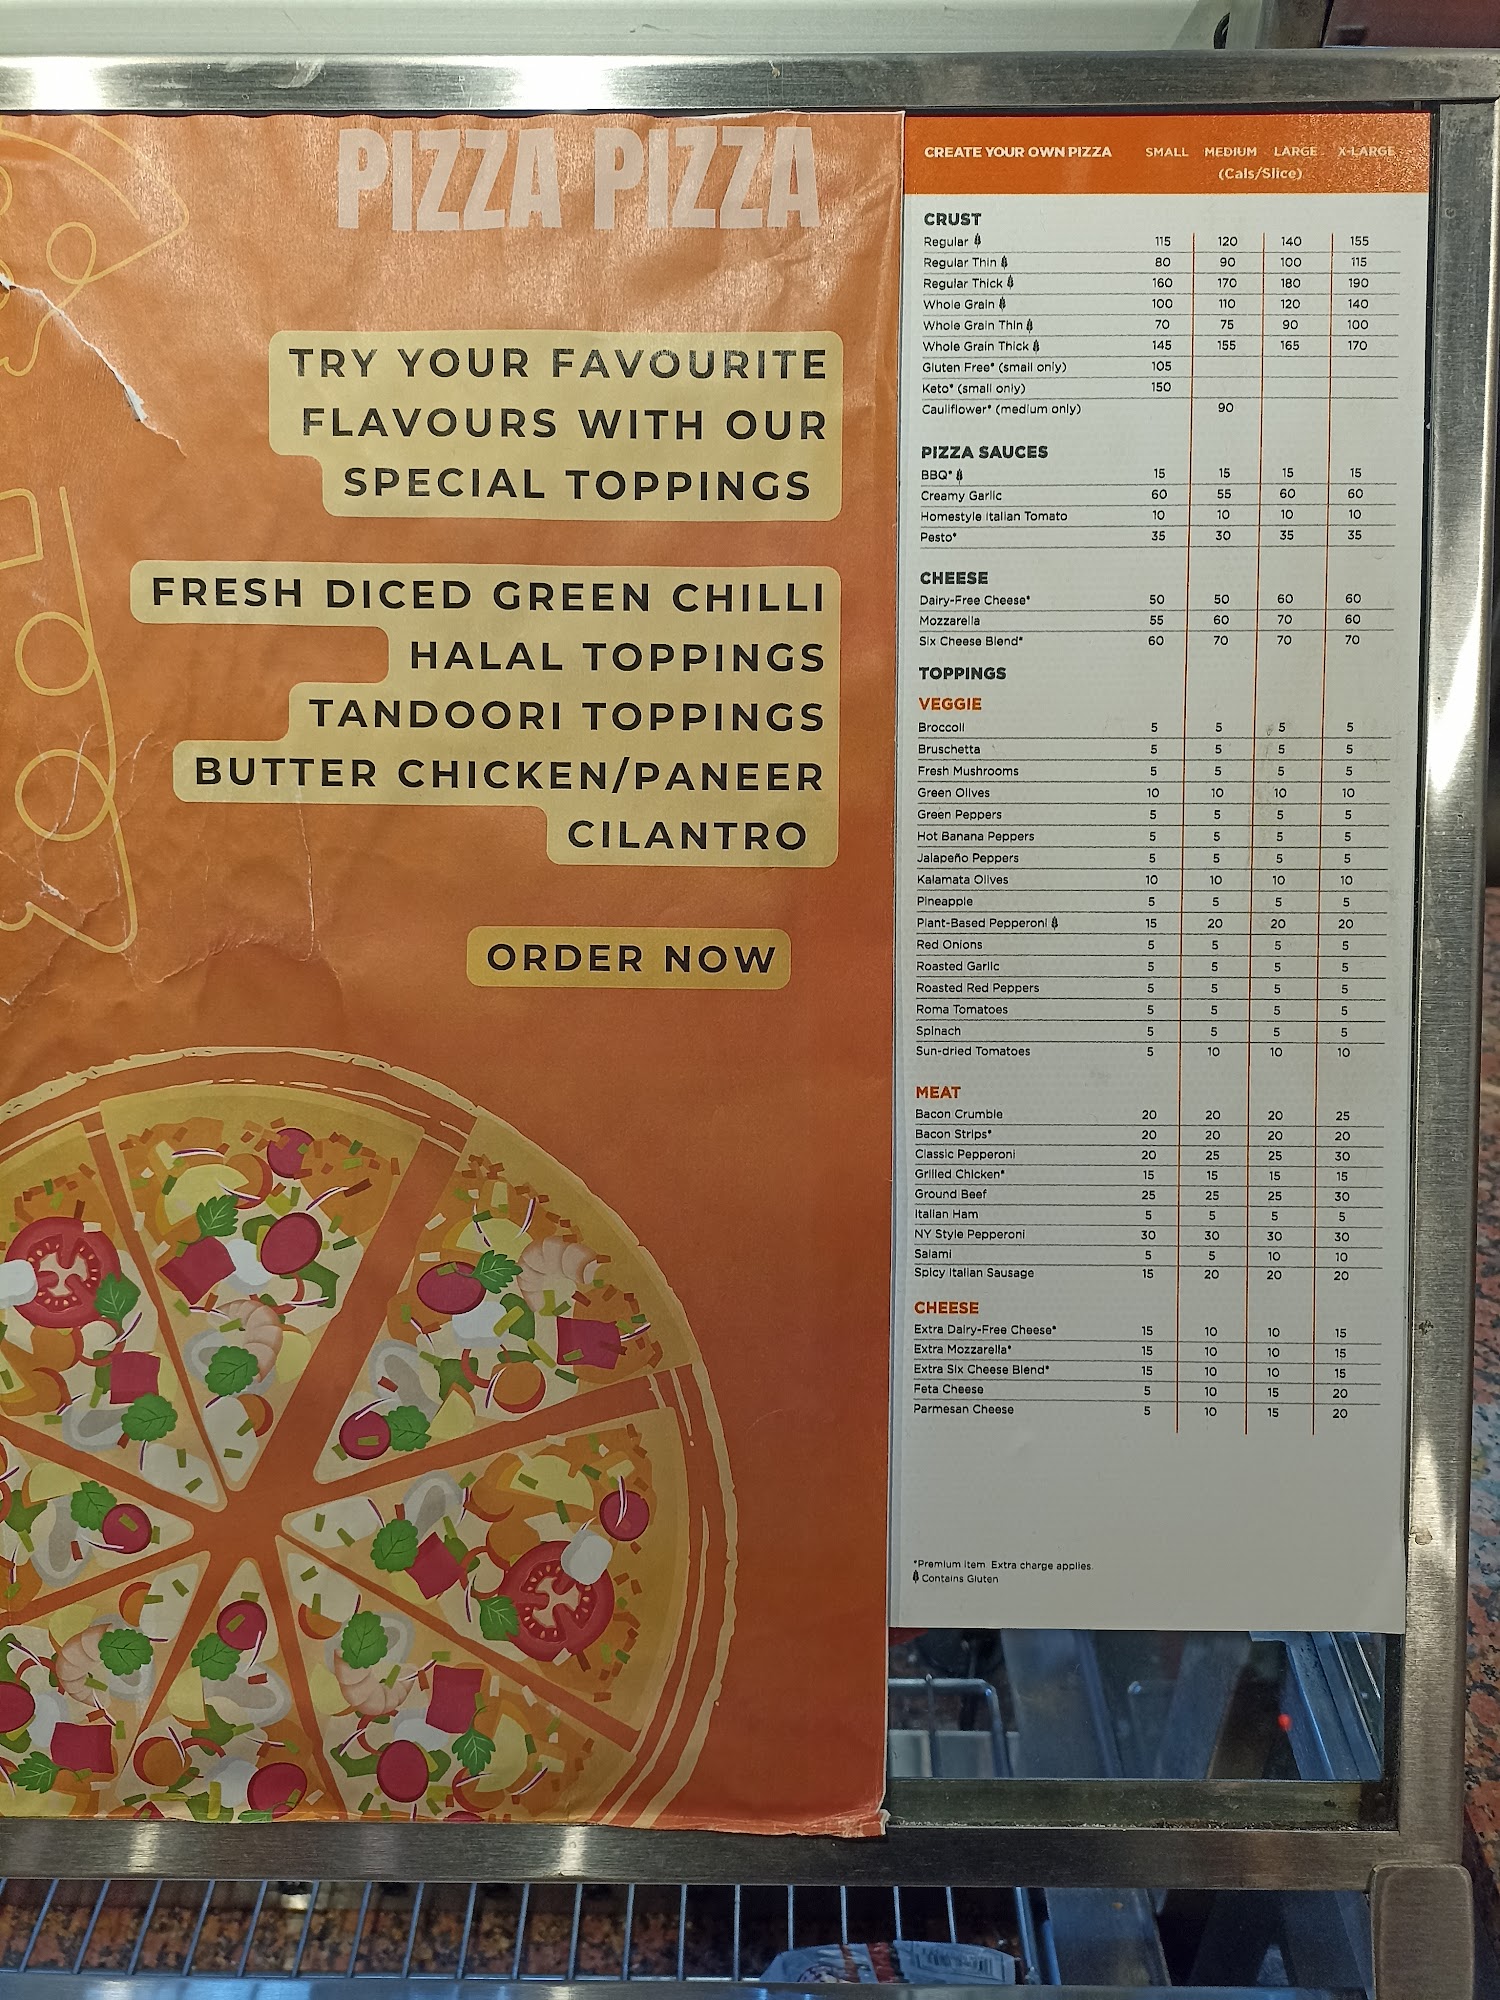 PIZZA PIZZA
TRY YOUR FAVOURITE
FLAVOURS WITH OUR
SPECIAL TOPPINGS
FRESH DICED GREEN CHILLI
HALAL TOPPINGS
TANDOORI TOPPINGS
BUTTER CHICKEN/PANEER
CILANTRO
ORDER NOW
CREATE YOUR OWN PIZZA SMALL MEDIUM LARGE X-LARGE
(Cals/Slice)
CRUST
Regular 115 120 140 155
Regular Thin 80 90 100 115
Regular Thick 160 170 180 190
Whole Grain 100 110 120 140
Whole Grain Thin 70 75 90 100
Whole Grain Thick 145 155 165 170
Gluten Free* (small only) 105
Keto* (small only) 150
Cauliflower* (medium only) 90
PIZZA SAUCES
BBQ* 15 15 15 15
Creamy Garlic 60 55 60 60
Homestyle Italian Tomato 10 10 10 10
Pesto* 35 30 35 35
CHEESE
Dairy-Free Cheese* 50 50 60 60
Mozzarella 55 60 70 60
Six Cheese Blend* 60 70 70 70
TOPPINGS
VEGGIE
Broccoli 5 5 5 5
Bruschetta 5 5 5 5
Fresh Mushrooms 5 5 5 5
Green Olives 10 10 10 10
Green Peppers 5 5 5 5
Hot Banana Peppers 5 5 5 5
Jalapeño Peppers 5 5 5 5
Kalamata Olives 10 10 10 10
Pineapple 5 5 5 5
Plant-Based Pepperoni 15 20 20 20
Red Onions 5 5 5 5
Roasted Garlic 5 5 5 5
Roasted Red Peppers 5 5 5 5
Roma Tomatoes 5 5 5 5
Spinach 5 5 5 5
Sun-dried Tomatoes 5 10 10 10
MEAT
Bacon Crumble 20 20 20 25
Bacon Strips* 20 20 20 20
Classic Pepperoni 20 25 25 30
Grilled Chicken* 15 15 15 15
Ground Beef 25 25 25 30
Italian Ham 5 5 5 5
NY Style Pepperoni 30 30 30 30
Salami 5 5 10 10
Spicy Italian Sausage 15 20 20 20
CHEESE
Extra Dairy-Free Cheese* 15 10 10 15
Extra Mozzarella* 15 10 10 15
Extra Six Cheese Blend* 15 10 10 15
Feta Cheese 5 10 15 20
Parmesan Cheese 5 10 15 20
*Premium item Extra charge applies.
Contains Gluten